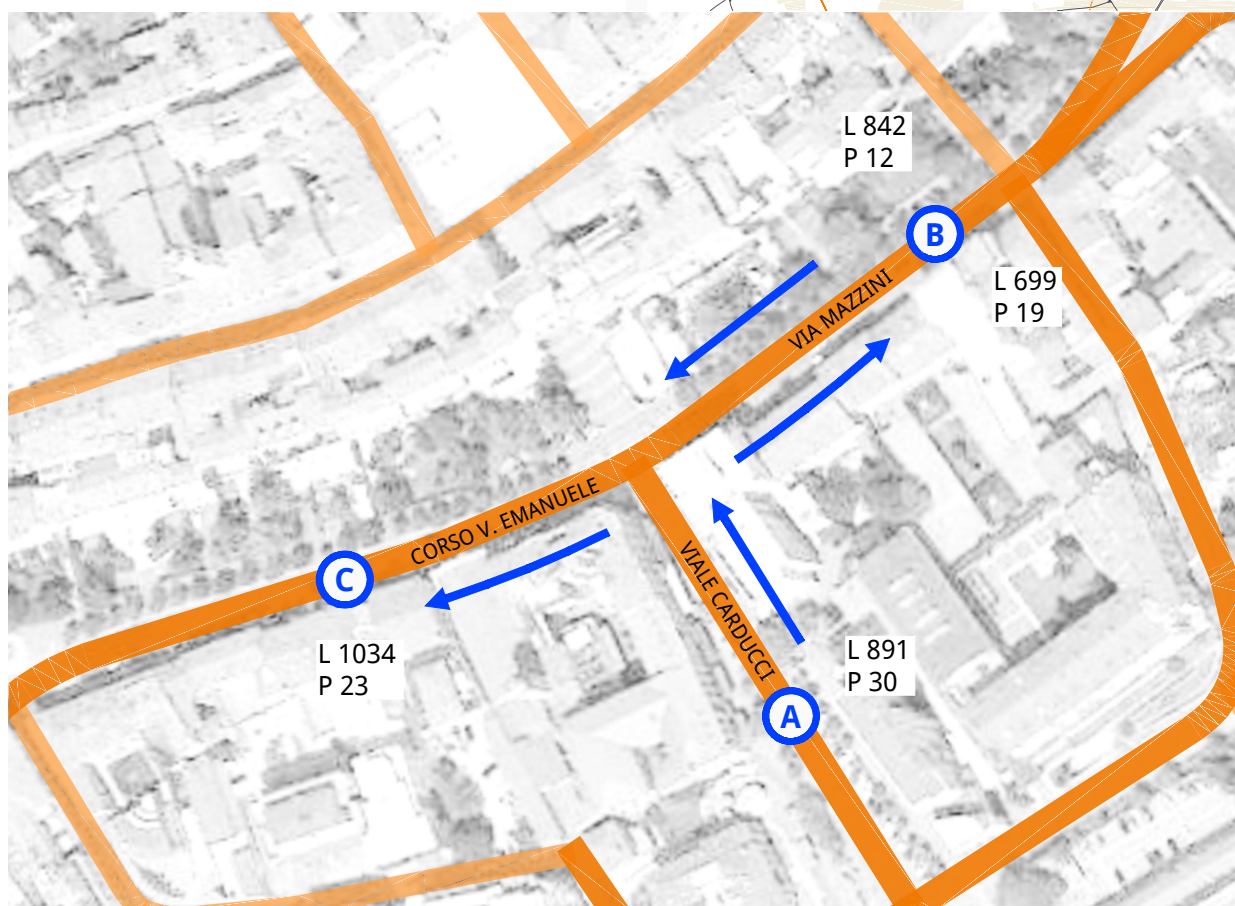 L 842
P 12
B
L 699
P 19
VIA MAZZINI
CORSO V. EMANUELE
C
VIALE CARDUCCI
L 1034
P 23
L 891
P 30
A